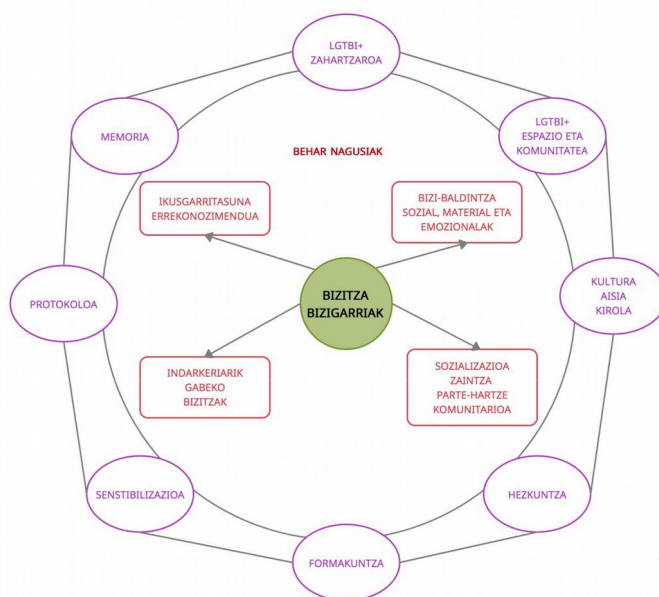 LGTBI+
ZAHARTZAROA
MEMORIA
LGTBI+
ESPAZIO ETA
KOMUNITATEA
BEHAR NAGUSIAK
IKUSGARRITASUNA
ERREKONOZIMENDUA
BIZI-BALDINTZA
SOZIAL, MATERIAL ETA
EMOZIONALAK
PROTOKOLOA
BIZITZA
BIZIGARRIAK
KULTURA
AISIA
KIROLA
INDARKERIARIK
GABEKO
BIZITZAK
SOZIALIZAZIOA
ZAINTZA
PARTE-HARTZE
KOMUNITARIOA
SENSTIBILIZAZIOA
HEZKUNTZA
FORMAKUNTZA